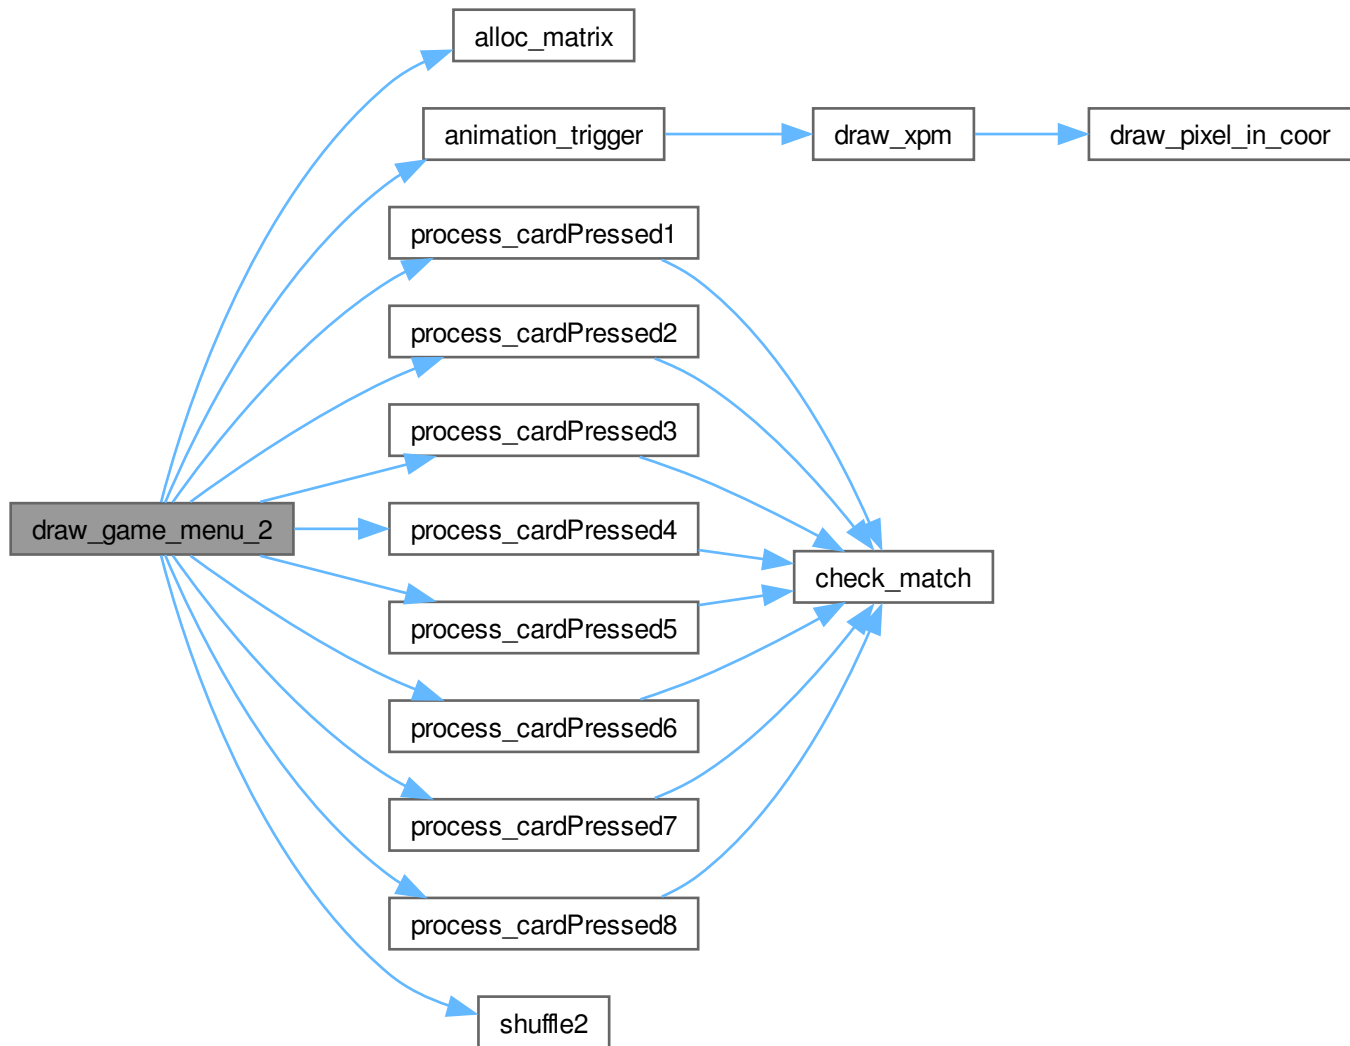 alloc_matrix
animation_trigger
draw_xpm
draw_pixel_in_coor
process_cardPressed1
process_cardPressed2
process_cardPressed3
draw_game_menu_2
process_cardPressed4
check_match
process_cardPressed5
process_cardPressed6
process_cardPressed7
process_cardPressed8
shuffle2